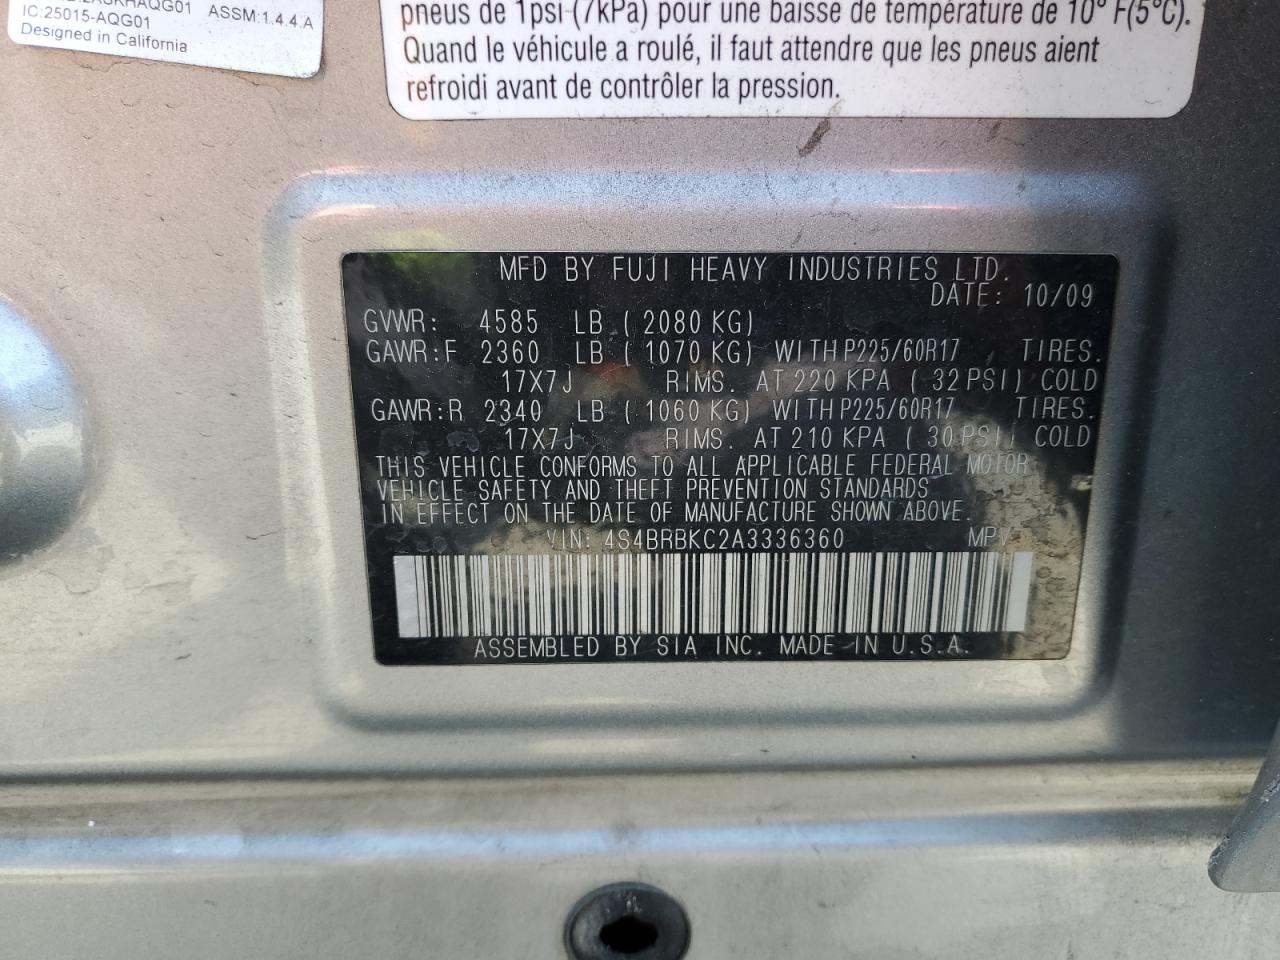 ASSM:1.4.4.A
IC:25015-AQG01
Designed in California
pneus de 1psi (7kPa) pour une baisse de température de 10° F(5°C).
Quand le véhicule a roulé, il faut attendre que les pneus aient
refroidi avant de contrôler la pression.
MFD BY FUJI HEAVY INDUSTRIES LTD.
DATE: 10/09
GVWR: 4585 LB ( 2080 KG)
GAWR:F 2360 LB ( 1070 KG) WITH P225/60R17 , TIRES.
17X7J RIMS. AT 220 KPA ( 32 PSI) COLD
GAWR:R 2340 LB ( 1060 KG) WITH P225/60R17 TIRES.
17X7J RIMS. AT 210 KPA ( 30 PSI) COLD
THIS VEHICLE CONFORMS TO ALL APPLICABLE FEDERAL MOTOR
VEHICLE SAFETY AND THEFT PREVENTION STANDARDS
IN EFFECT ON THE DATE OF MANUFACTURE SHOWN ABOVE.
VIN: 4S4BRBKC2A3336360 MPV
ASSEMBLED BY SIA INC. MADE IN U.S.A.